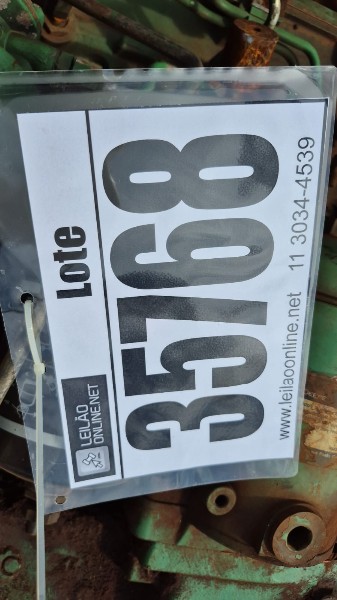 LEILÃO
ONLINE.NET
Lote
35768
www.leilaoonline.net 11 3034-4539